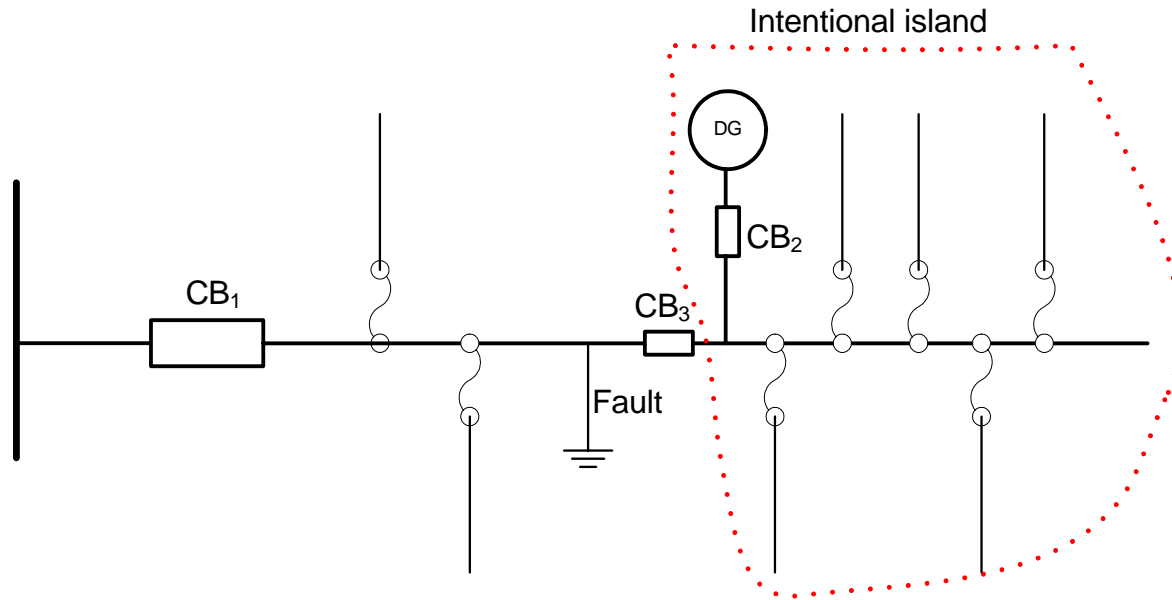 Intentional island
DG
CB₂
CB₁
CB₃
Fault